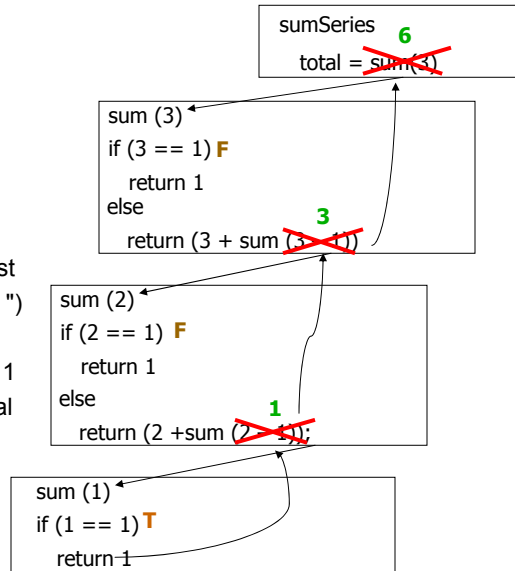 sumSeries
6
total = sum(3)
sum (3)
if (3 == 1) F
return 1
else
3
return (3 + sum (3 – 1))
st
")
1
al
sum (2)
if (2 == 1) F
return 1
else
1
return (2 +sum (2 – 1));
sum (1)
if (1 == 1) T
return 1